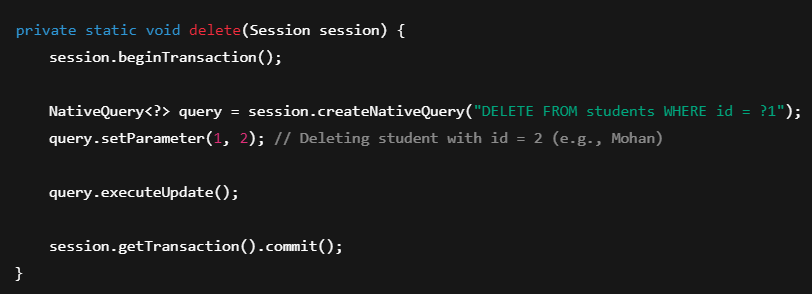 private static void delete(Session session) {
session.beginTransaction();
NativeQuery<?> query = session.createNativeQuery("DELETE FROM students WHERE id = ?1");
query.setParameter(1, 2); // Deleting student with id = 2 (e.g., Mohan)
query.executeUpdate();
session.getTransaction().commit();
}